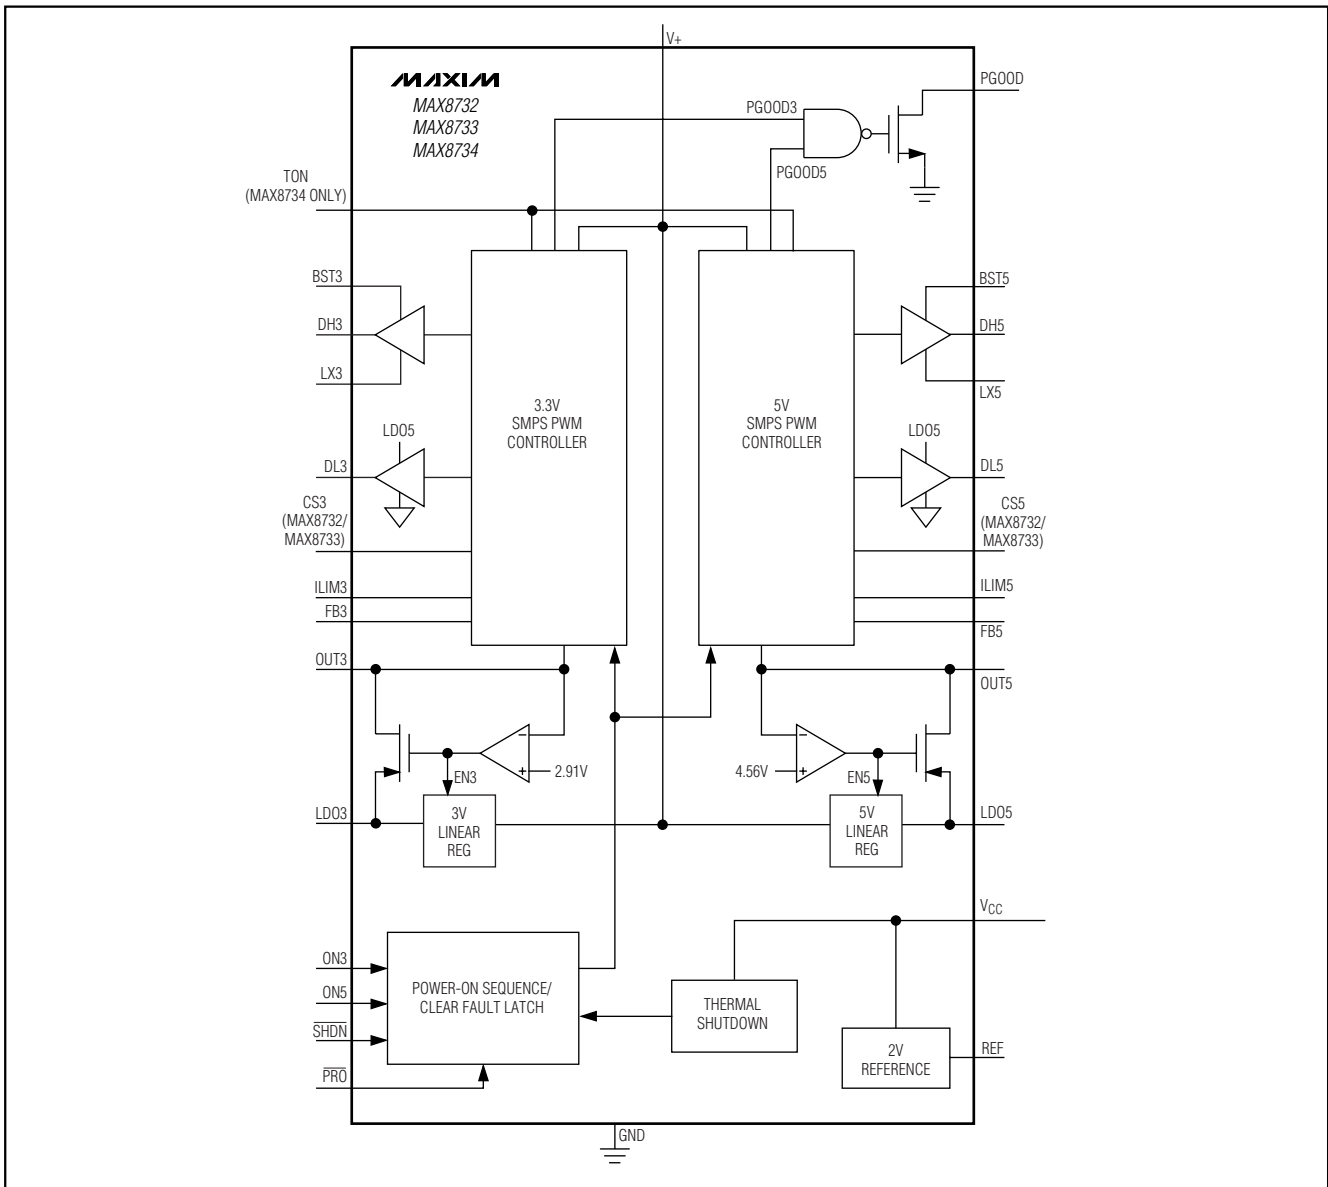 V+
MAXIM
MAX8732
MAX8733
MAX8734
PGOOD
PGOOD3
PGOOD5
TON
(MAX8734 ONLY)
BST3
DH3
LX3
LDO5
DL3
CS3
(MAX8732/
MAX8733)
ILIM3
FB3
OUT3
3.3V
SMPS PWM
CONTROLLER
5V
SMPS PWM
CONTROLLER
BST5
DH5
LX5
LDO5
DL5
CS5
(MAX8732/
MAX8733)
ILIM5
FB5
OUT5
2.91V
EN3
4.56V
EN5
LDO3
3V
LINEAR
REG
5V
LINEAR
REG
LDO5
VCC
ON3
ON5
SHDN
PRO
POWER-ON SEQUENCE/
CLEAR FAULT LATCH
THERMAL
SHUTDOWN
2V
REFERENCE
REF
GND